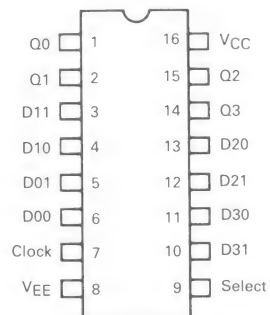 Q0 1 16 VCC
Q1 2 15 Q2
D11 3 14 Q3
D10 4 13 D20
D01 5 12 D21
D00 6 11 D30
Clock 7 10 D31
VEE 8 9 Select